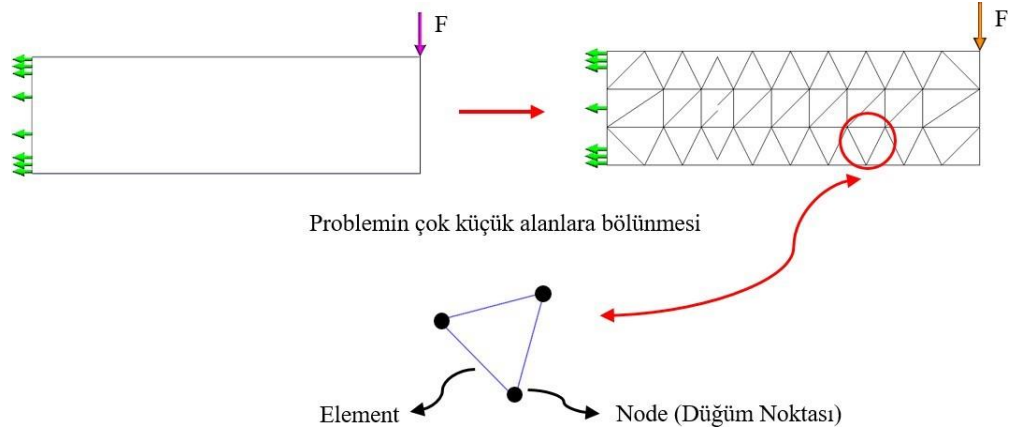 F
F
Problemin çok küçük alanlara bölünmesi
Element
Node (Düğüm Noktası)